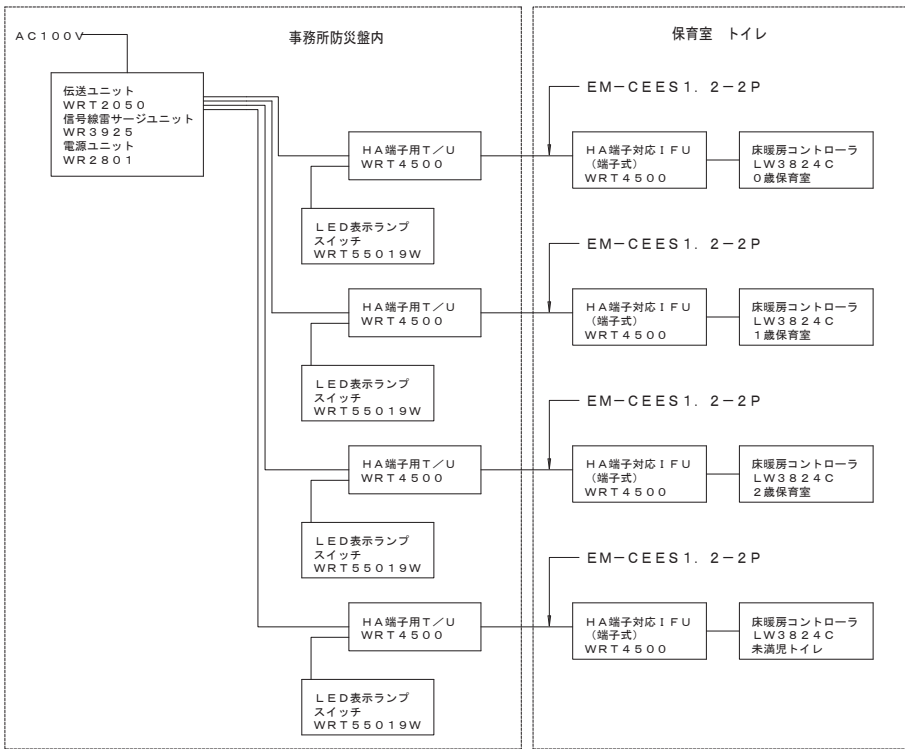 AC100V
事務所防災盤内
保育室 トイレ
伝送ユニット
WRT2050
信号線雷サージユニット
WR3925
電源ユニット
WR2801
EM-CEES1.2-2P
HA端子用T/U
WRT4500
HA端子対応IFU
(端子式)
WRT4500
床暖房コントローラ
LW3824C
0歳保育室
LED表示ランプ
スイッチ
WRT55019W
EM-CEES1.2-2P
HA端子用T/U
WRT4500
HA端子対応IFU
(端子式)
WRT4500
床暖房コントローラ
LW3824C
1歳保育室
LED表示ランプ
スイッチ
WRT55019W
EM-CEES1.2-2P
HA端子用T/U
WRT4500
HA端子対応IFU
(端子式)
WRT4500
床暖房コントローラ
LW3824C
2歳保育室
LED表示ランプ
スイッチ
WRT55019W
EM-CEES1.2-2P
HA端子用T/U
WRT4500
HA端子対応IFU
(端子式)
WRT4500
床暖房コントローラ
LW3824C
未満児トイレ
LED表示ランプ
スイッチ
WRT55019W